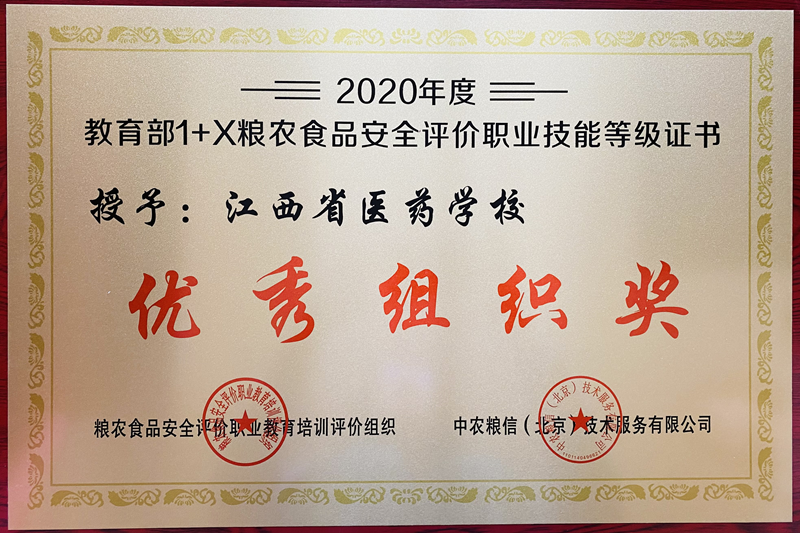 2020年度
教育部1+X粮农食品安全评价职业技能等级证书
授予：江西省医药学校
优秀组织奖
粮农食品安全评价职业教育培训评价组织
中农粮信（北京）技术服务有限公司